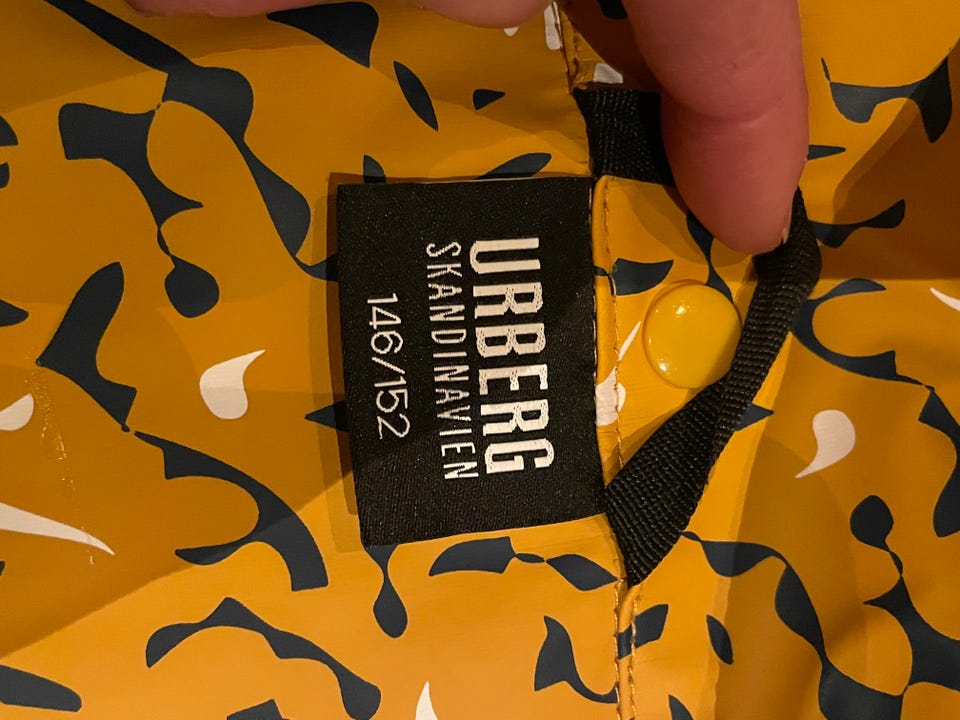 URBERG
SKANDINAVIEN
146/152